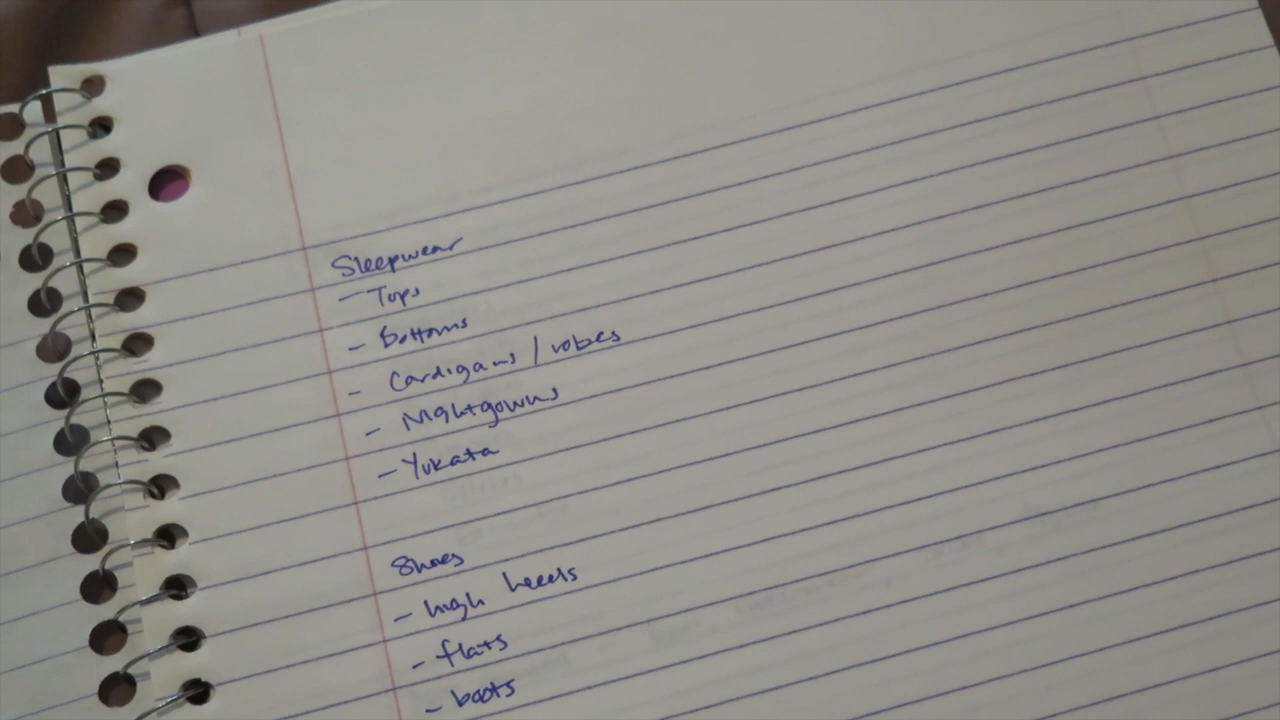 Sleepwear
- Tops
- Bottoms
- Cardigans / robes
- Nightgowns
- Yukata
Shoes
- high heels
- flats
- boots